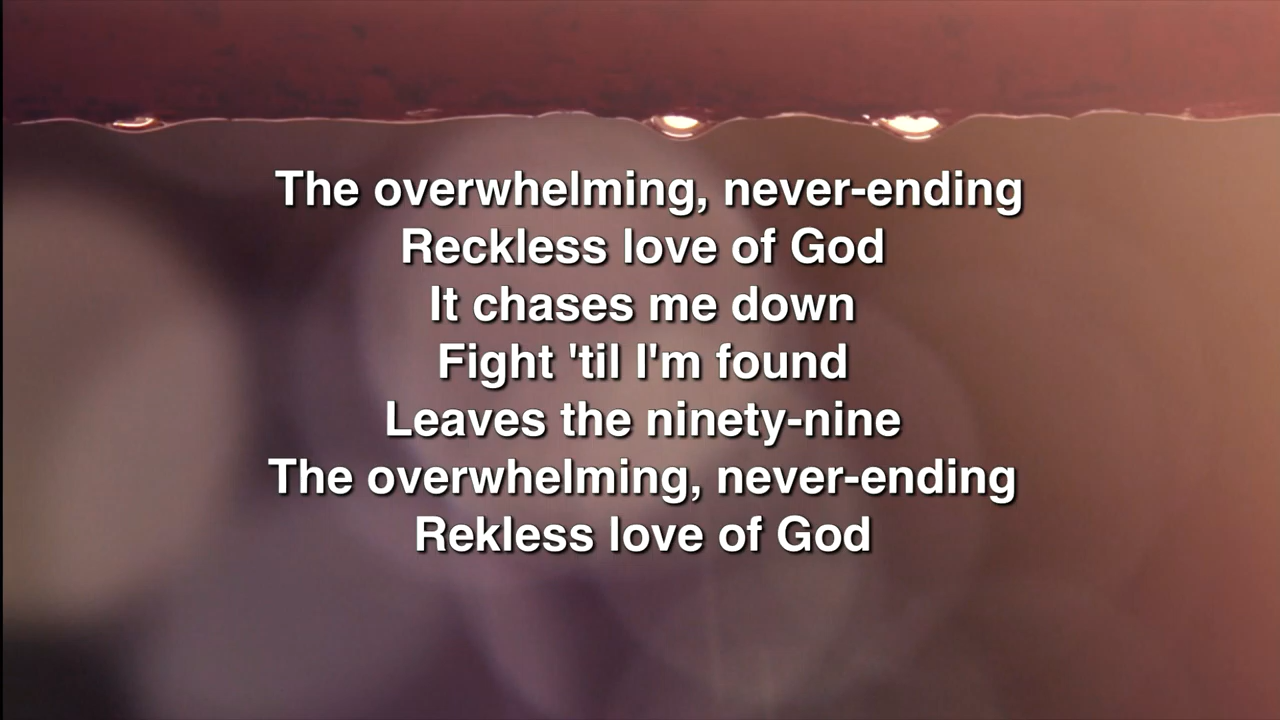 The overwhelming, never-ending
Reckless love of God
It chases me down
Fight 'til I'm found
Leaves the ninety-nine
The overwhelming, never-ending
Rekless love of God